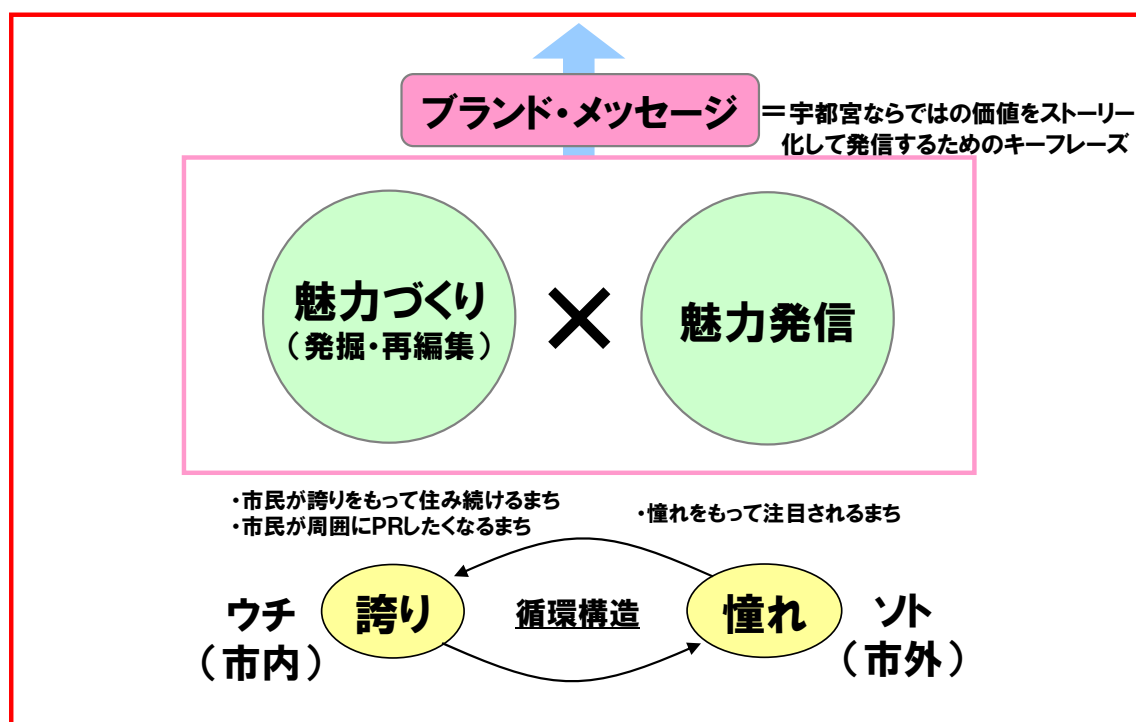 ブランド・メッセージ
＝宇都宮ならではの価値をストーリー
化して発信するためのキーフレーズ
魅力づくり
（発掘・再編集）
×
魅力発信
・市民が誇りをもって住み続けるまち
・市民が周囲にPRしたくなるまち
・憧れをもって注目されるまち
ウチ
（市内）
誇り
循環構造
憧れ
ソト
（市外）